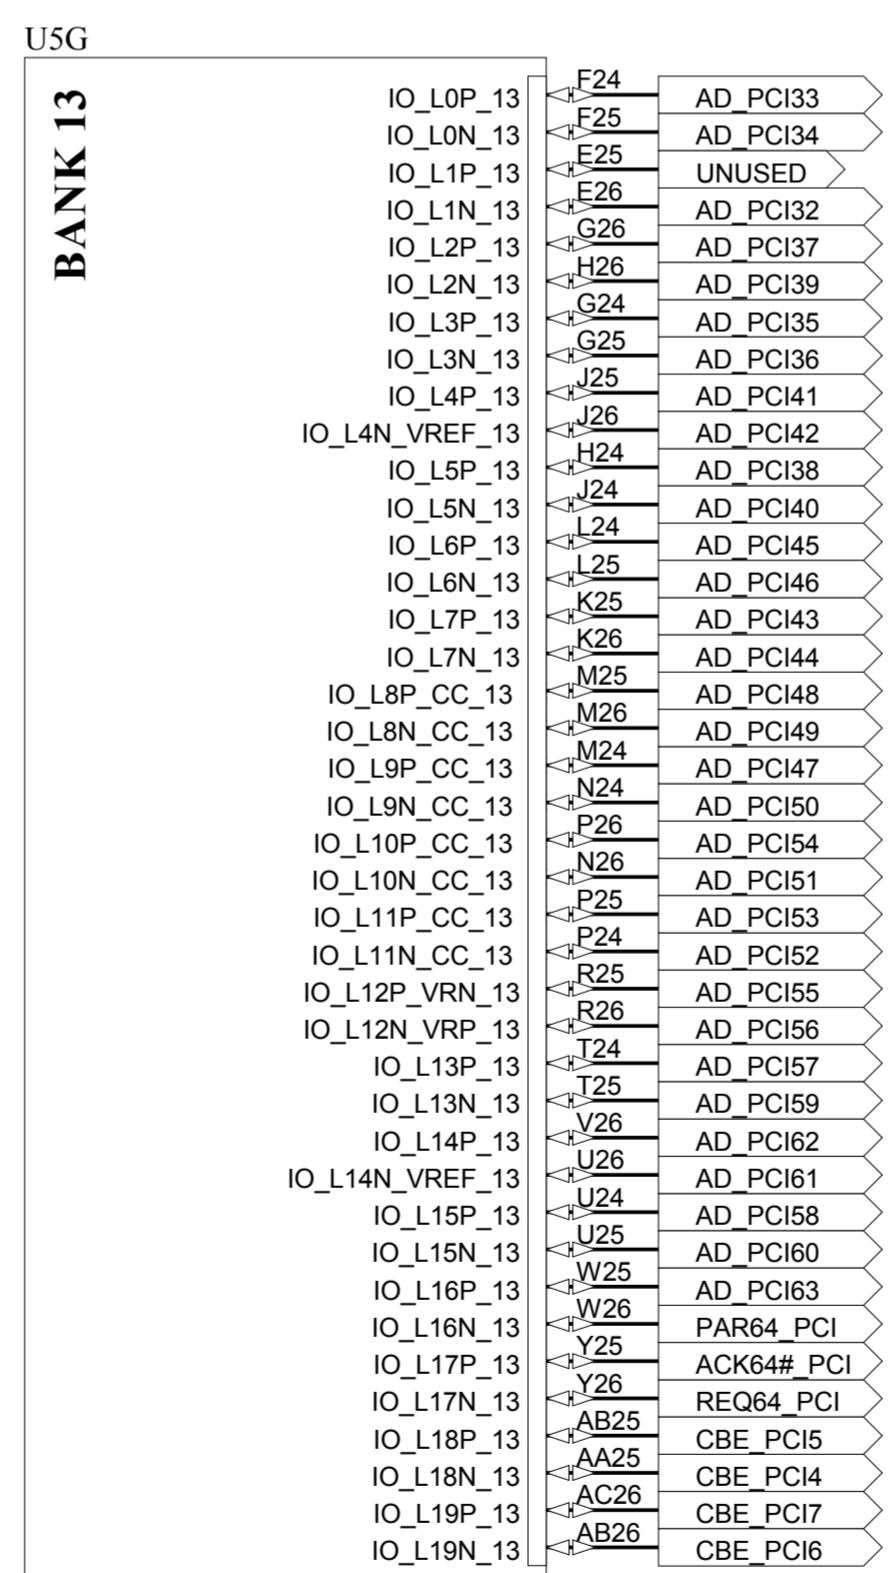 U5G
BANK 13
IO_L0P_13 F24 AD_PCI33
IO_L0N_13 F25 AD_PCI34
IO_L1P_13 E25 UNUSED
IO_L1N_13 E26 AD_PCI32
IO_L2P_13 G26 AD_PCI37
IO_L2N_13 H26 AD_PCI39
IO_L3P_13 G24 AD_PCI35
IO_L3N_13 G25 AD_PCI36
IO_L4P_13 J25 AD_PCI41
IO_L4N_VREF_13 J26 AD_PCI42
IO_L5P_13 H24 AD_PCI38
IO_L5N_13 J24 AD_PCI40
IO_L6P_13 L24 AD_PCI45
IO_L6N_13 L25 AD_PCI46
IO_L7P_13 K25 AD_PCI43
IO_L7N_13 K26 AD_PCI44
IO_L8P_CC_13 M25 AD_PCI48
IO_L8N_CC_13 M26 AD_PCI49
IO_L9P_CC_13 M24 AD_PCI47
IO_L9N_CC_13 N24 AD_PCI50
IO_L10P_CC_13 P26 AD_PCI54
IO_L10N_CC_13 N26 AD_PCI51
IO_L11P_CC_13 P25 AD_PCI53
IO_L11N_CC_13 P24 AD_PCI52
IO_L12P_VRN_13 R25 AD_PCI55
IO_L12N_VRP_13 R26 AD_PCI56
IO_L13P_13 T24 AD_PCI57
IO_L13N_13 T25 AD_PCI59
IO_L14P_13 V26 AD_PCI62
IO_L14N_VREF_13 U26 AD_PCI61
IO_L15P_13 U24 AD_PCI58
IO_L15N_13 U25 AD_PCI60
IO_L16P_13 W25 AD_PCI63
IO_L16N_13 W26 PAR64_PCI
IO_L17P_13 Y25 ACK64#_PCI
IO_L17N_13 Y26 REQ64_PCI
IO_L18P_13 AB25 CBE_PCI5
IO_L18N_13 AA25 CBE_PCI4
IO_L19P_13 AC26 CBE_PCI7
IO_L19N_13 AB26 CBE_PCI6